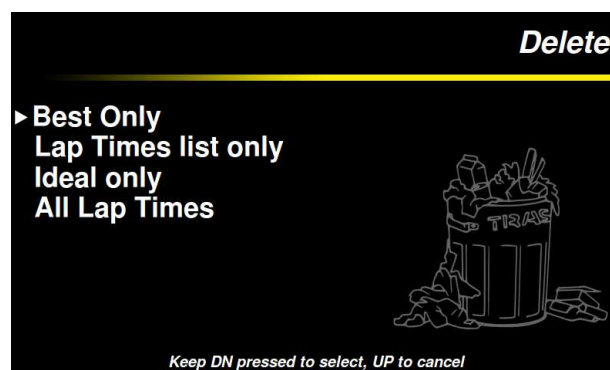 Delete
Best Only
Lap Times list only
Ideal only
All Lap Times
TRAS
Keep DN pressed to select, UP to cancel